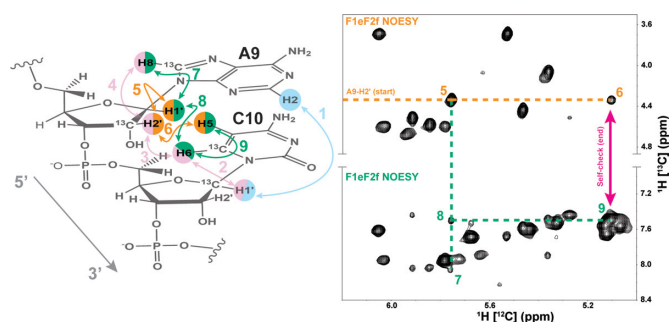 A9
NH₂
H8
¹³C
N
N
N
N
7
4
5
H1'
8
H2
1
¹³C
H2'
6
H5
C10
NH₂
OH
3
H6
¹³C
9
N
N
O
O
P
O⁻
O
O
2
¹³C
H1'
H2'
OH
O
P
O⁻
O
O
H
H
H
H
H
H
5'
3'
F1eF2f NOESY
3.6
5
6
A9-H2' (start)
4.0
4.4
4.8
Self-check (end)
F1eF2f NOESY
7.2
8
9
7.6
8.0
7
8.4
6.0
5.6
5.2
¹H [¹²C] (ppm)
¹H [¹³C] (ppm)